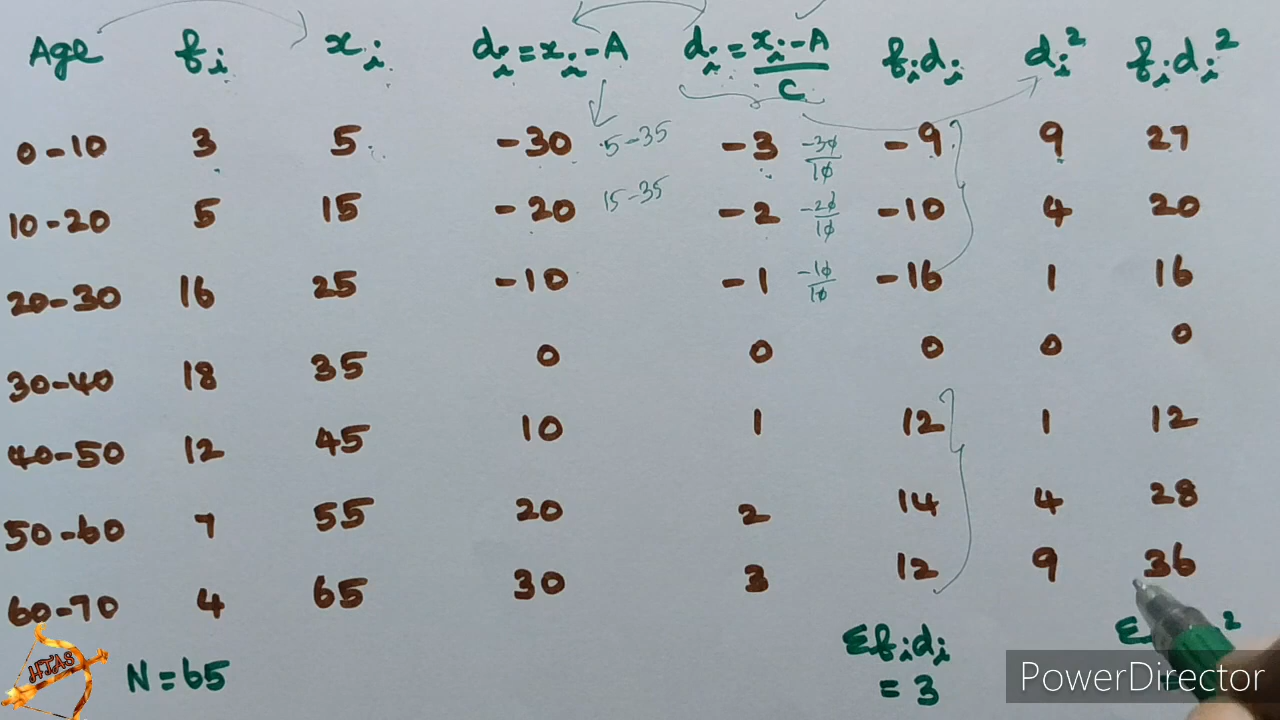 Age fᵢ xᵢ dᵢ = xᵢ - A dᵢ = xᵢ - A / C fᵢdᵢ dᵢ² fᵢdᵢ²
0-10 3 5 -30 5-35 -3 -30/10 -9 9 27
10-20 5 15 -20 15-35 -2 -20/10 -10 4 20
20-30 16 25 -10 -1 -10/10 -16 1 16
30-40 18 35 0 0 0 0 0
40-50 12 45 10 1 12 1 12
50-60 7 55 20 2 14 4 28
60-70 4 65 30 3 12 9 36
HTAS
N = 65 Σfᵢdᵢ Σ ²
= 3
PowerDirector